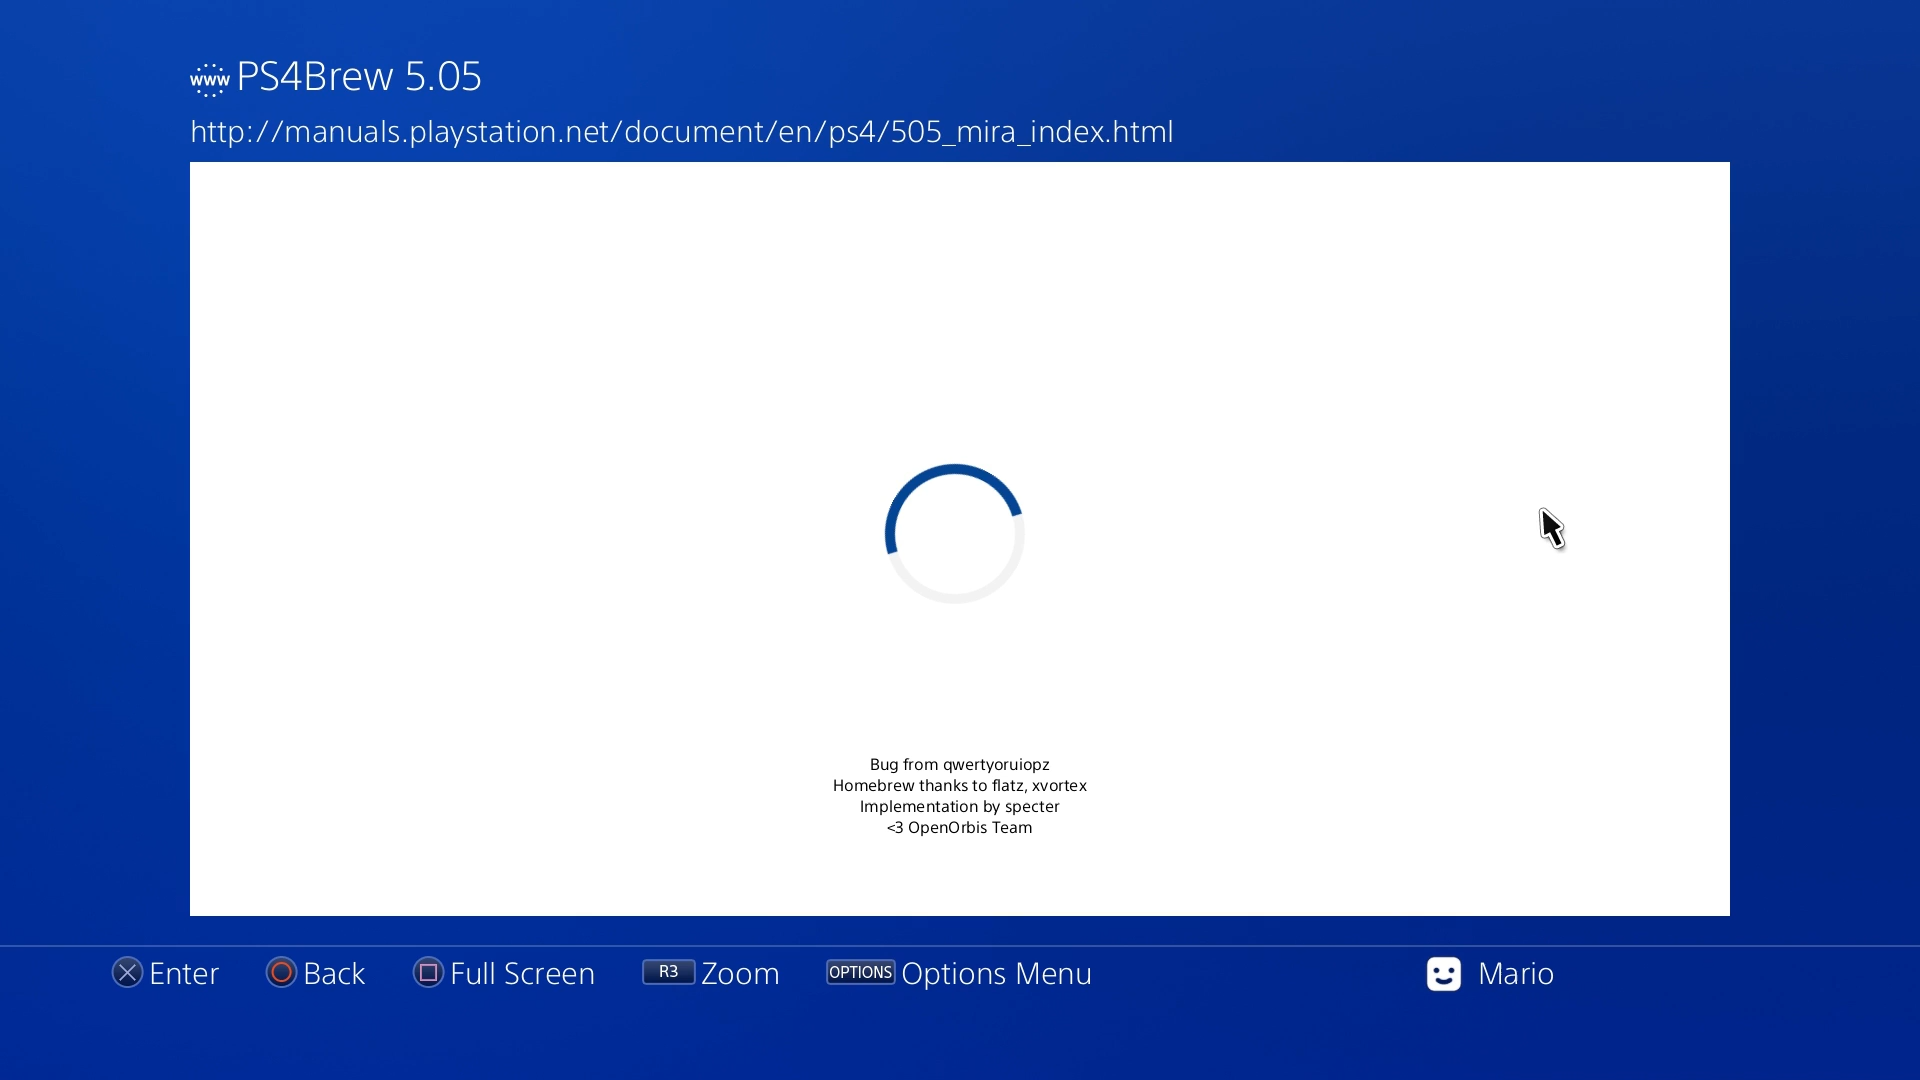 www PS4Brew 5.05
http://manuals.playstation.net/document/en/ps4/505_mira_index.html
Bug from qwertyoruiopz
Homebrew thanks to flatz, xvortex
Implementation by specter
<3 OpenOrbis Team
Enter Back Full Screen R3 Zoom OPTIONS Options Menu Mario